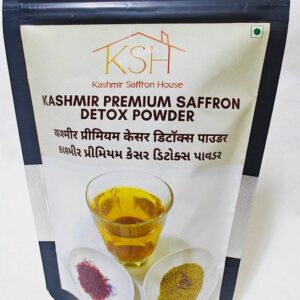 KSH
Kashmir Saffron House
KASHMIR PREMIUM SAFFRON
DETOX POWDER
कश्मीर प्रीमियम केसर डिटॉक्स पाउडर
કાશ્મીર પ્રીમિયમ કેસર ડિટોક્સ પાવડર